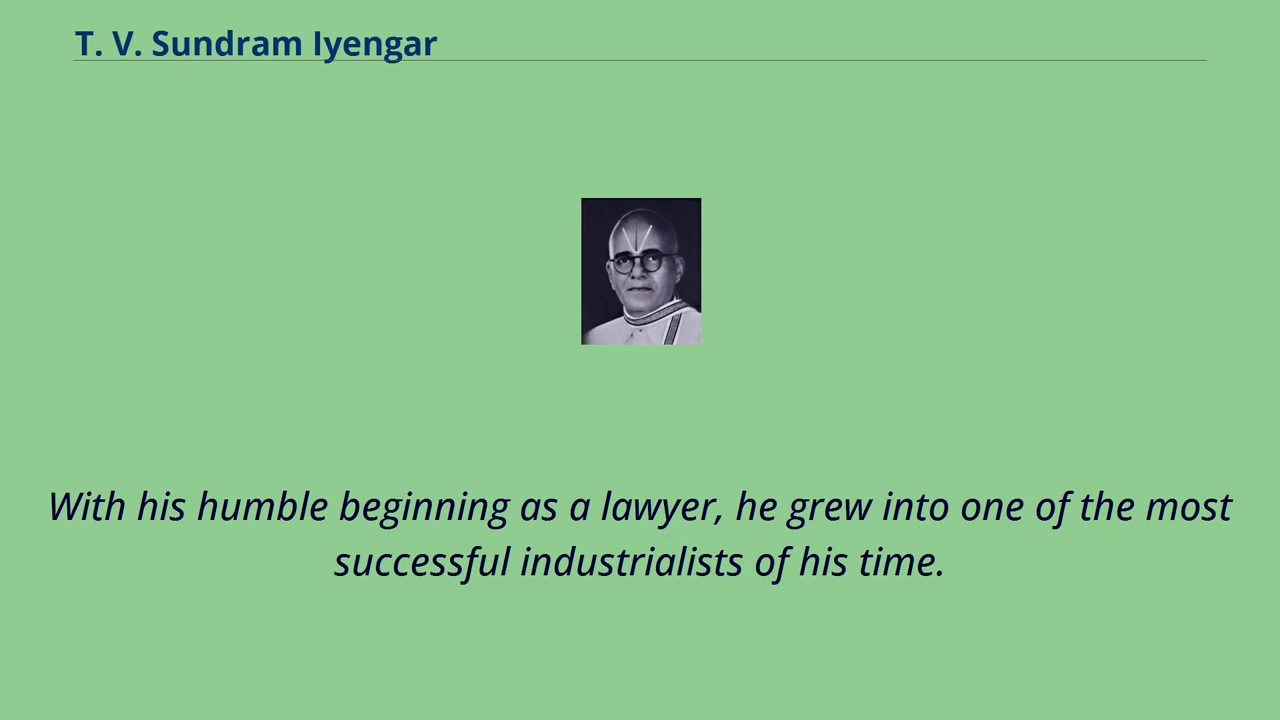 T. V. Sundram Iyengar
With his humble beginning as a lawyer, he grew into one of the most
successful industrialists of his time.